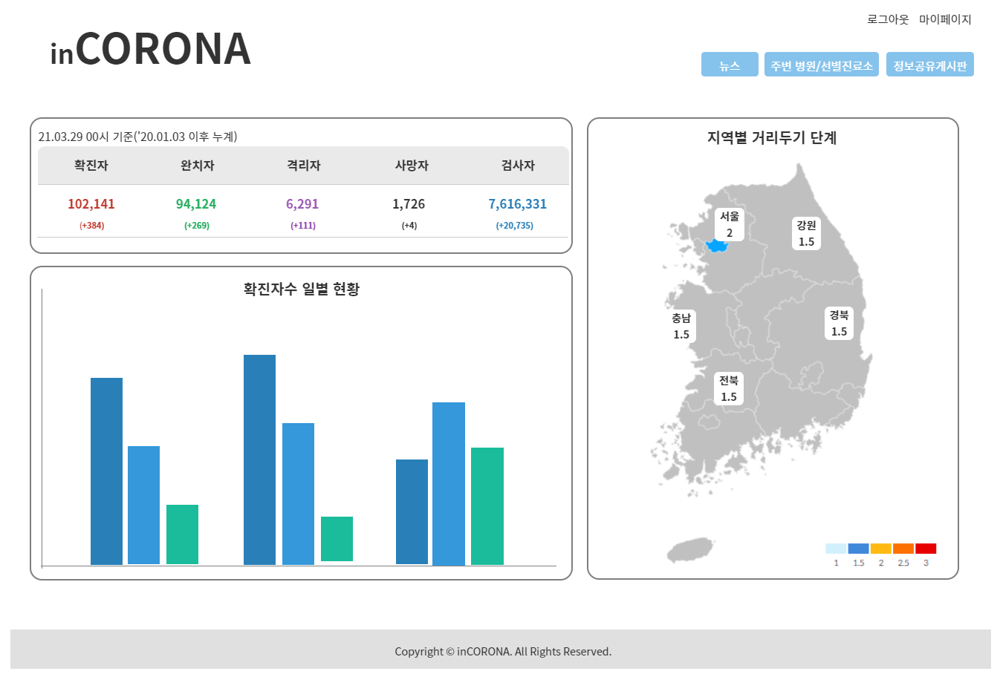 로그아웃 마이페이지
inCORONA
뉴스 주변 병원/선별진료소 정보공유게시판
21.03.29 00시 기준('20.01.03 이후 누계)
확진자 완치자 격리자 사망자 검사자
102,141 94,124 6,291 1,726 7,616,331
(+384) (+269) (+111) (+4) (+20,735)
확진자수 일별 현황
지역별 거리두기 단계
서울
2
강원
1.5
충남
1.5
경북
1.5
전북
1.5
1 1.5 2 2.5 3
Copyright © inCORONA. All Rights Reserved.